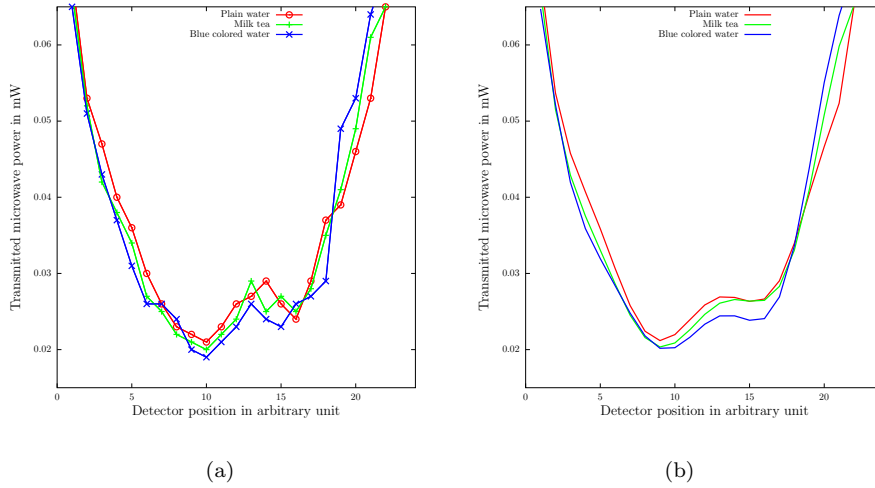 Transmitted microwave power in mW
0.06
0.05
0.04
0.03
0.02
0
5
10
15
20
Detector position in arbitrary unit
Plain water
Milk tea
Blue colored water
(a)
Transmitted microwave power in mW
0.06
0.05
0.04
0.03
0.02
0
5
10
15
20
Detector position in arbitrary unit
Plain water
Milk tea
Blue colored water
(b)